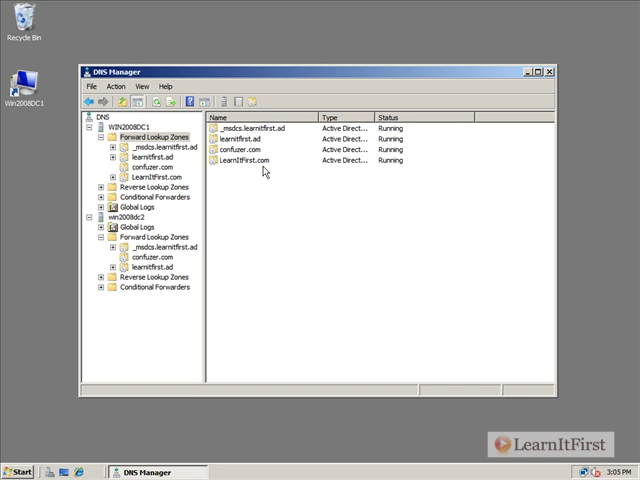 Recycle Bin
Win2008DC1
DNS Manager
File Action View Help
DNS
WIN2008DC1
Forward Lookup Zones
_msdcs.learnitfirst.ad
learnitfirst.ad
confuzer.com
LearnItFirst.com
Reverse Lookup Zones
Conditional Forwarders
Global Logs
win2008dc2
Global Logs
Forward Lookup Zones
_msdcs.learnitfirst.ad
confuzer.com
learnitfirst.ad
Reverse Lookup Zones
Conditional Forwarders
Name Type Status
_msdcs.learnitfirst.ad Active Direct... Running
learnitfirst.ad Active Direct... Running
confuzer.com Active Direct... Running
LearnItFirst.com Active Direct... Running
LearnItFirst
Start DNS Manager 3:05 PM